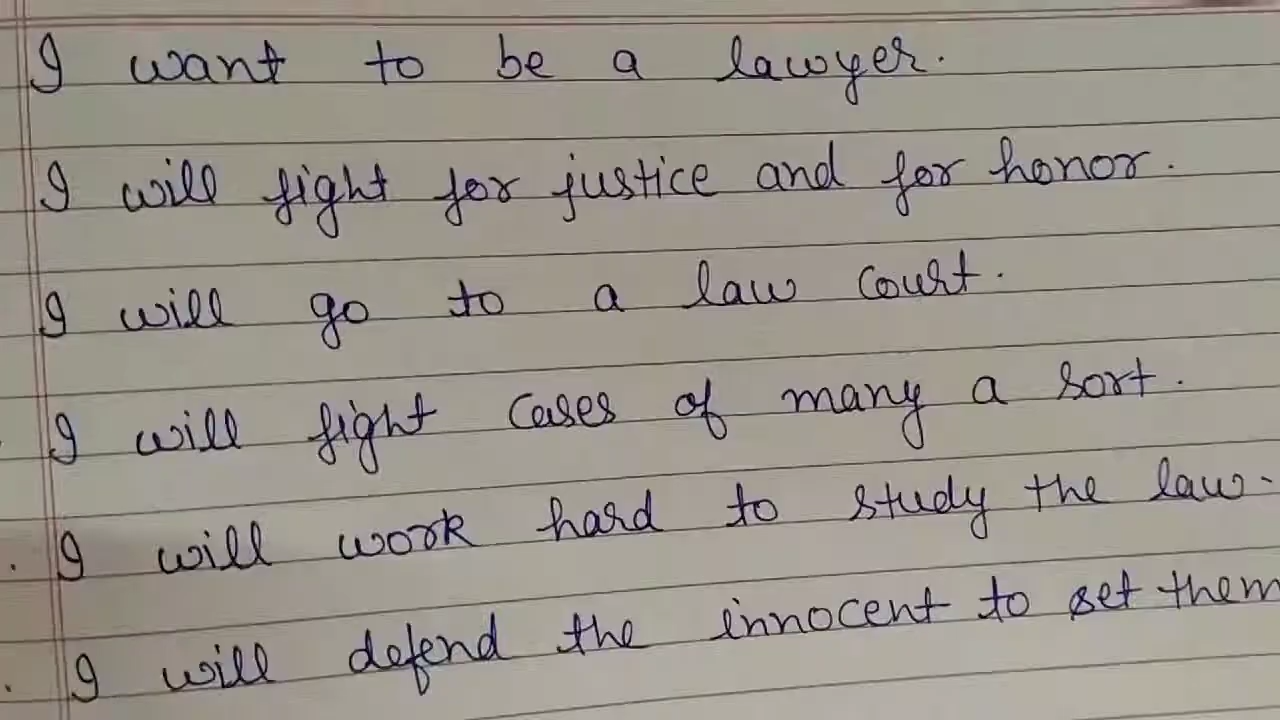 I want to be a lawyer.
I will fight for justice and for honor.
I will go to a law court.
I will fight cases of many a sort.
I will work hard to study the law.
I will defend the innocent to set them